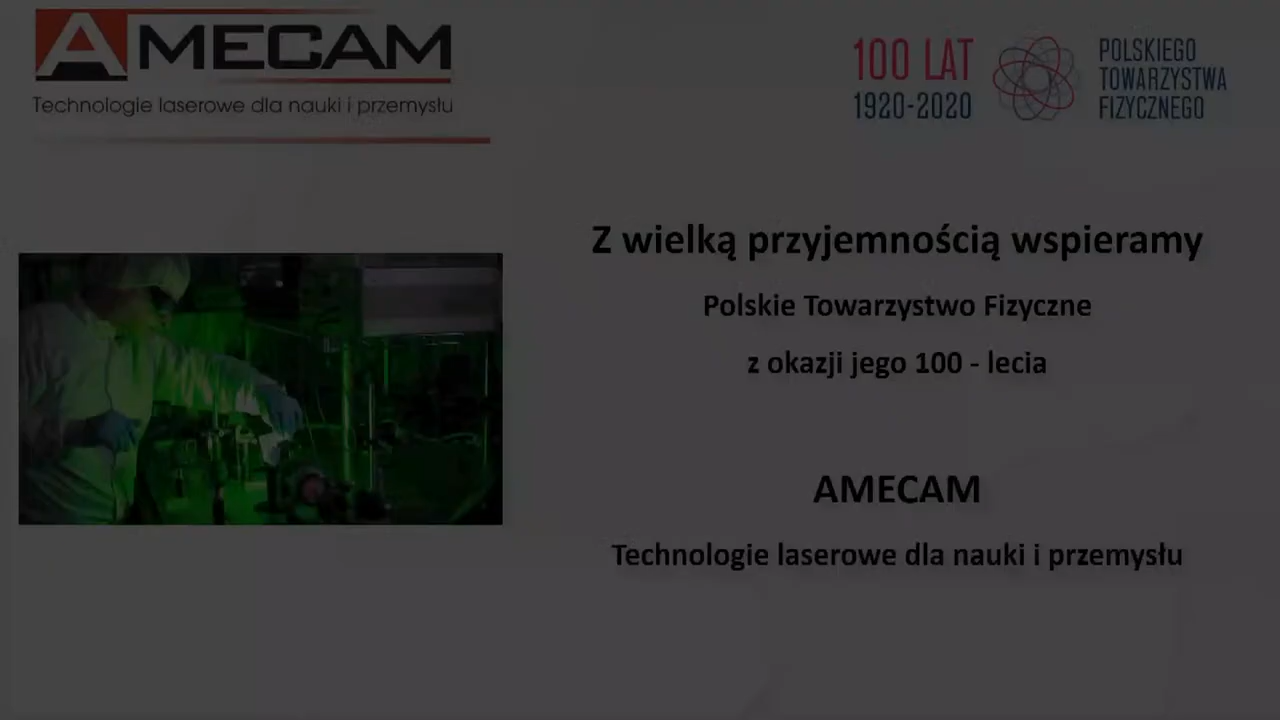 AMECAM
Technologie laserowe dla nauki i przemysłu
100 LAT
1920-2020
POLSKIEGO
TOWARZYSTWA
FIZYCZNEGO
Z wielką przyjemnością wspieramy
Polskie Towarzystwo Fizyczne
z okazji jego 100 - lecia
AMECAM
Technologie laserowe dla nauki i przemysłu